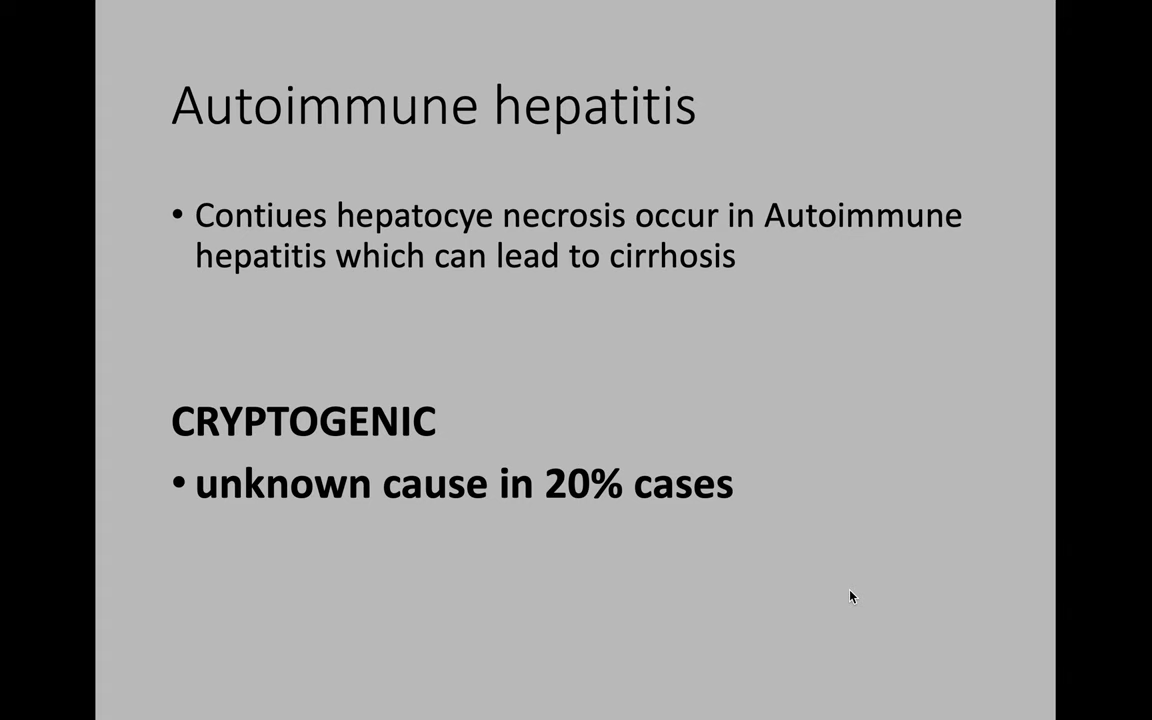 Autoimmune hepatitis
• Contiues hepatocye necrosis occur in Autoimmune
hepatitis which can lead to cirrhosis
CRYPTOGENIC
• unknown cause in 20% cases